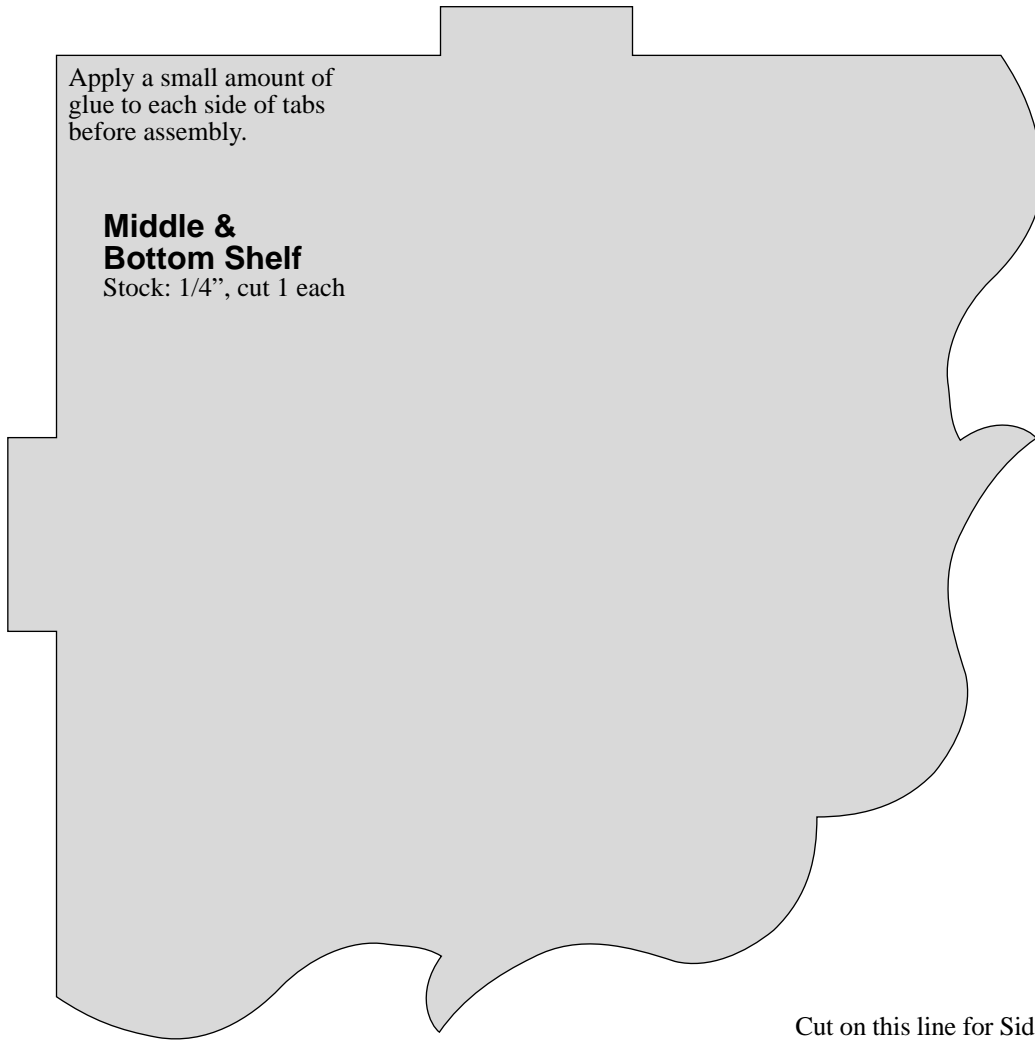 Apply a small amount of
glue to each side of tabs
before assembly.
Middle &
Bottom Shelf
Stock: 1/4”, cut 1 each
Cut on this line for Sid